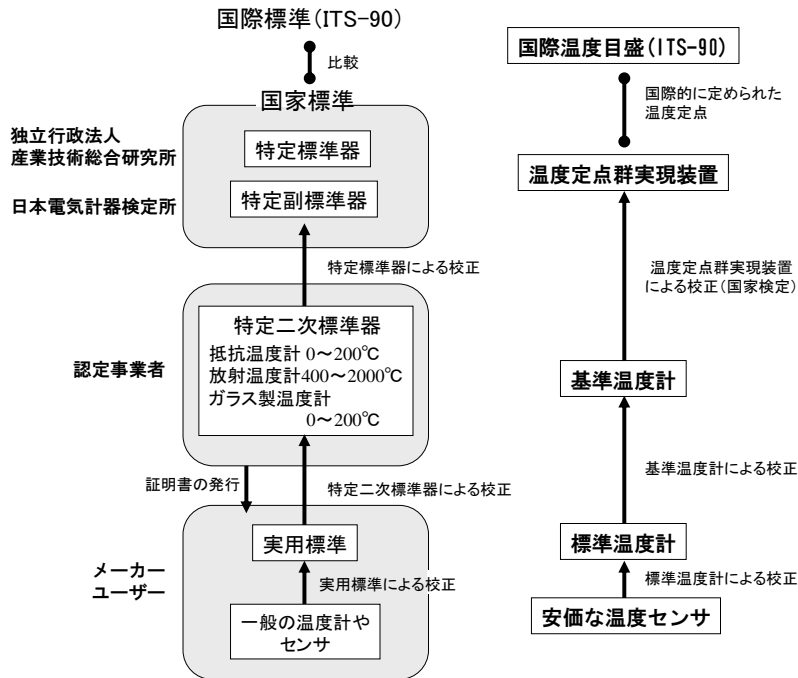 国際標準(ITS-90)
比較
国家標準
独立行政法人
産業技術総合研究所
特定標準器
日本電気計器検定所
特定副標準器
特定標準器による校正
認定事業者
特定二次標準器
抵抗温度計 0～200℃
放射温度計400～2000℃
ガラス製温度計
0～200℃
証明書の発行
特定二次標準器による校正
メーカー
ユーザー
実用標準
実用標準による校正
一般の温度計や
センサ
国際温度目盛(ITS-90)
国際的に定められた
温度定点
温度定点群実現装置
温度定点群実現装置
による校正(国家検定)
基準温度計
基準温度計による校正
標準温度計
標準温度計による校正
安価な温度センサ